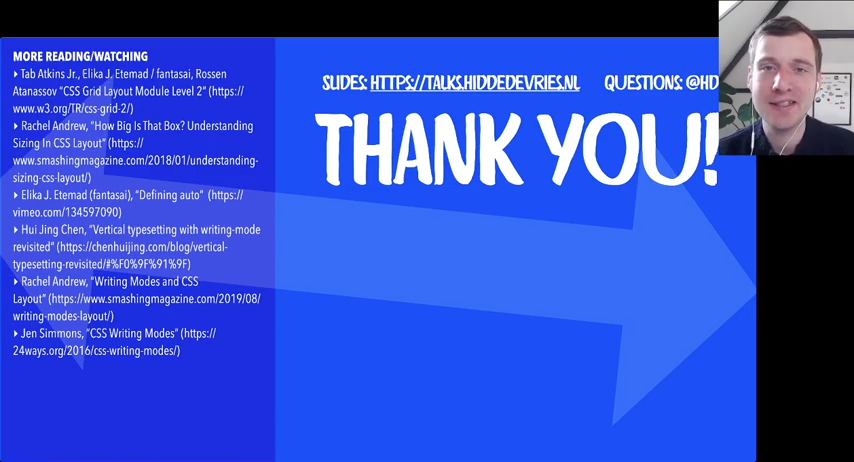 MORE READING/WATCHING
‣ Tab Atkins Jr., Elika J. Etemad / fantasai, Rossen
Atanassov “CSS Grid Layout Module Level 2” (https://
www.w3.org/TR/css-grid-2/)
‣ Rachel Andrew, “How Big Is That Box? Understanding
Sizing In CSS Layout” (https://
www.smashingmagazine.com/2018/01/understanding-
sizing-css-layout/)
‣ Elika J. Etemad (fantasai), “Defining auto” (https://
vimeo.com/134597090)
‣ Hui Jing Chen, “Vertical typesetting with writing-mode
revisited” (https://chenhuijing.com/blog/vertical-
typesetting-revisited/#%F0%9F%91%9F)
‣ Rachel Andrew, “Writing Modes and CSS
Layout” (https://www.smashingmagazine.com/2019/08/
writing-modes-layout/)
‣ Jen Simmons, “CSS Writing Modes” (https://
24ways.org/2016/css-writing-modes/)
SLIDES: HTTPS://TALKS.HIDDEDEVRIES.NL QUESTIONS: @HD
THANK YOU!